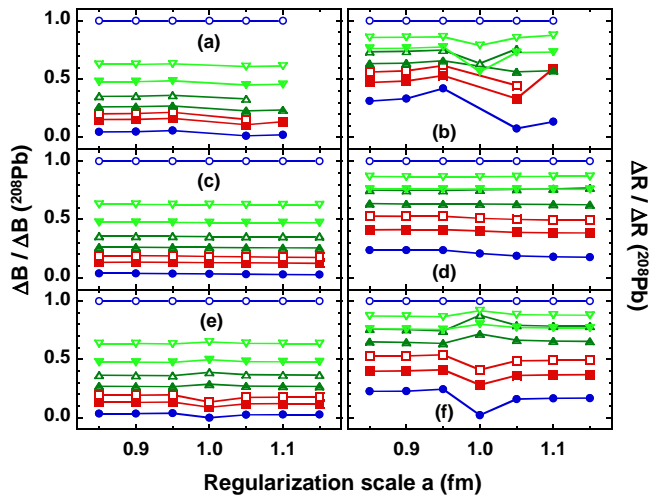 1.0
0.5
0.0
1.0
0.5
0.0
1.0
0.5
0.0
(a)
(b)
(c)
(d)
(e)
(f)
ΔB / ΔB (²⁰⁸Pb)
ΔR / ΔR (²⁰⁸Pb)
0.9 1.0 1.1 0.9 1.0 1.1
Regularization scale a (fm)